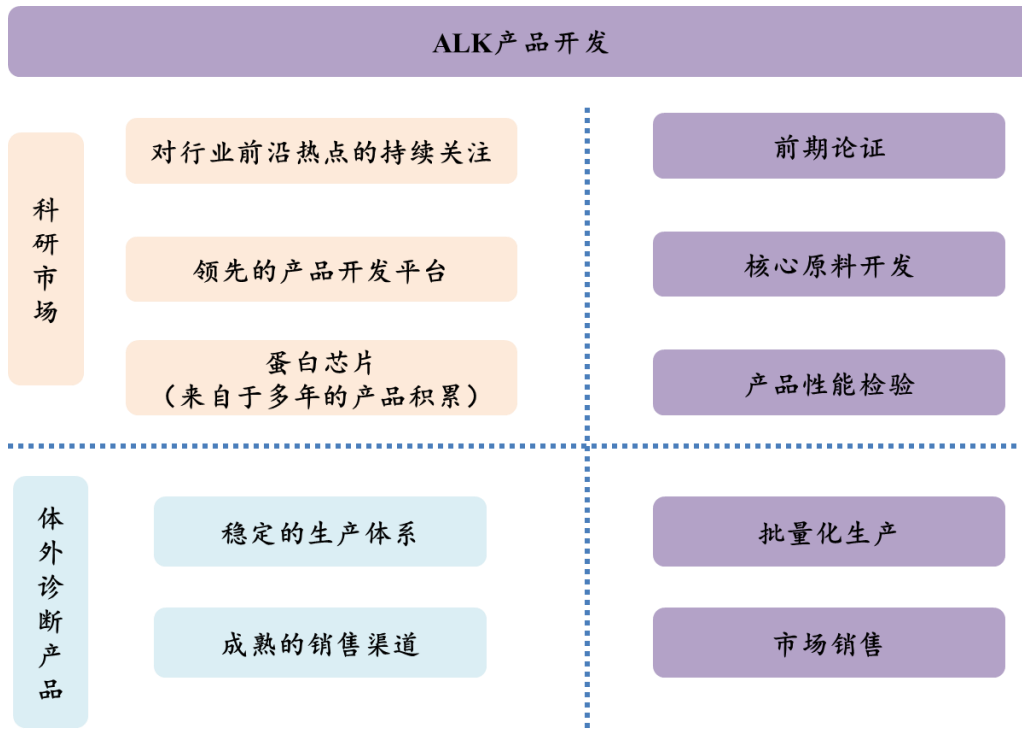 ALK产品开发
科研市场
对行业前沿热点的持续关注
前期论证
领先的产品开发平台
核心原料开发
蛋白芯片
（来自于多年的产品积累）
产品性能检验
体外诊断产品
稳定的生产体系
批量化生产
成熟的销售渠道
市场销售